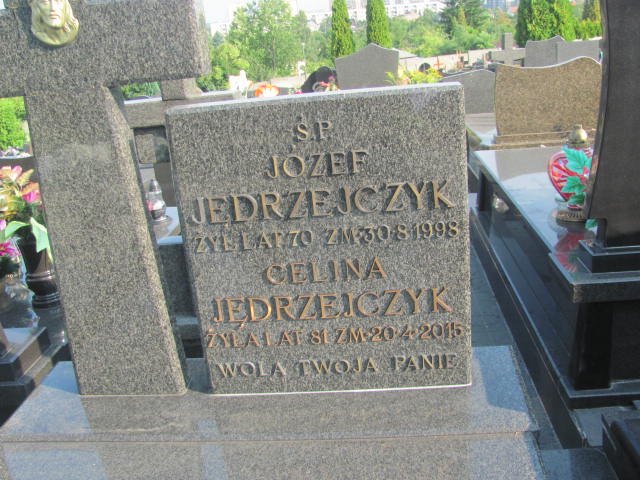 Ś.P.
JÓZEF
JĘDRZEJCZYK
ŻYŁ LAT 70 ZM·30·8·1998
CELINA
JĘDRZEJCZYK
ŻYŁA LAT 81 ZM·20·4·2015
WOLA TWOJA PANIE